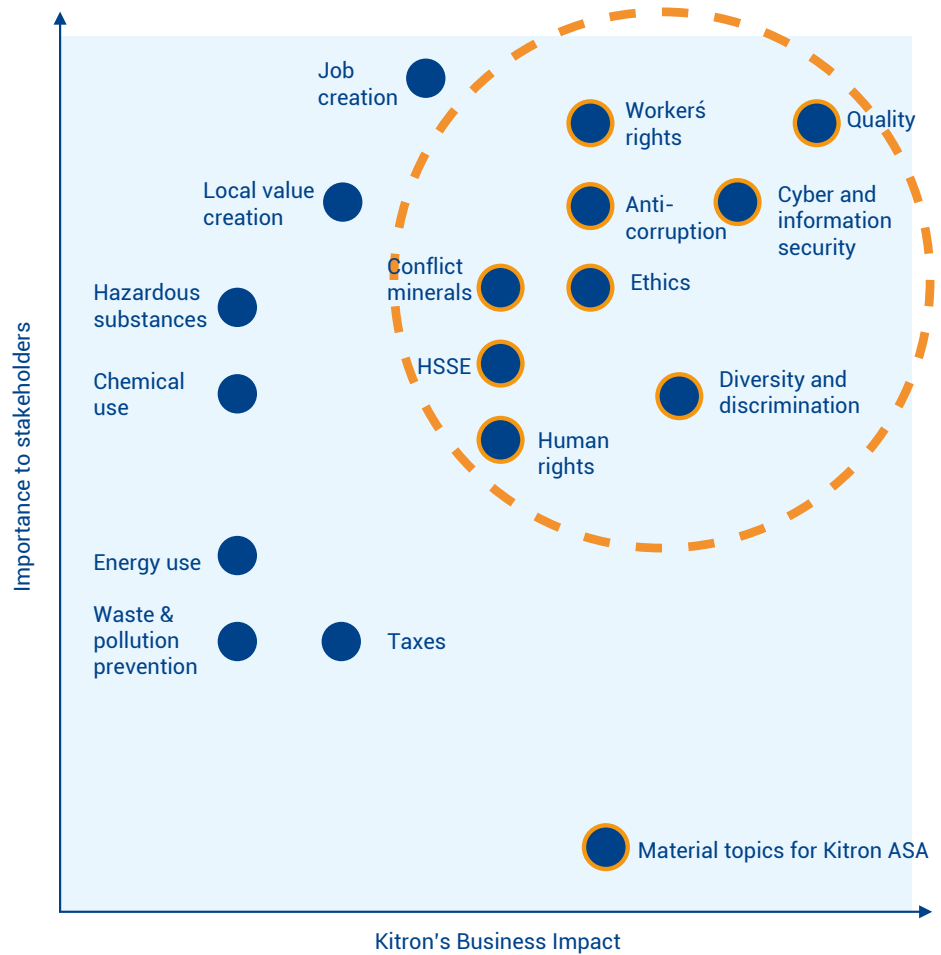 Job
creation
Workerś
rights
Quality
Local value
creation
Anti-
corruption
Cyber and
information
security
Conflict
minerals
Ethics
Hazardous
substances
HSSE
Chemical
use
Diversity and
discrimination
Human
rights
Importance to stakeholders
Energy use
Waste &
pollution
prevention
Taxes
Material topics for Kitron ASA
Kitron's Business Impact